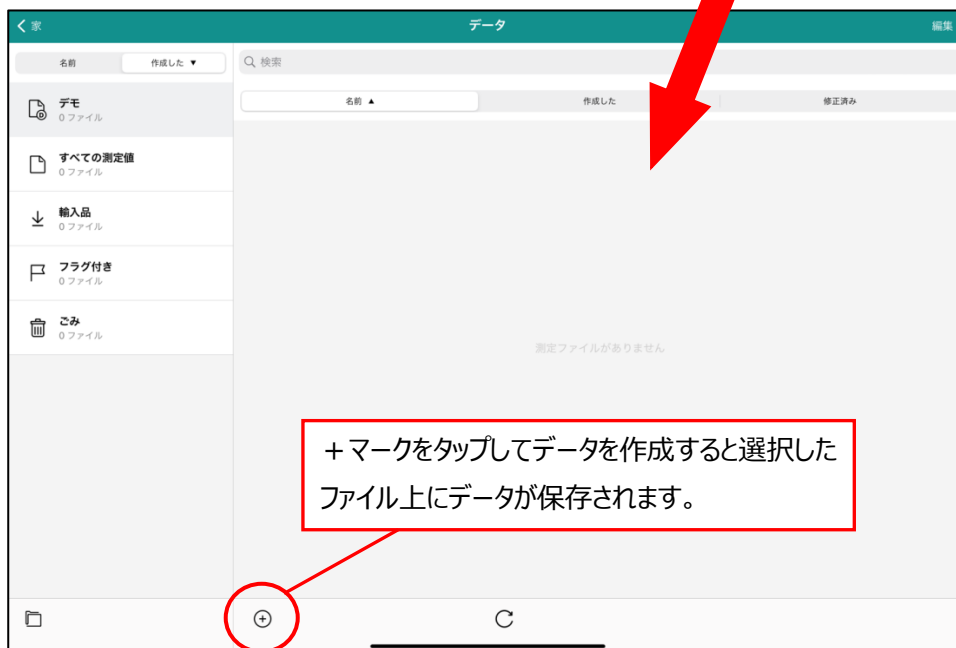 家
データ
編集
名前
作成した ▼
検索
名前 ▲
作成した
修正済み
デモ
0 ファイル
すべての測定値
0 ファイル
輸入品
0 ファイル
フラグ付き
0 ファイル
ごみ
0 ファイル
測定ファイルがありません
＋マークをタップしてデータを作成すると選択した
ファイル上にデータが保存されます。